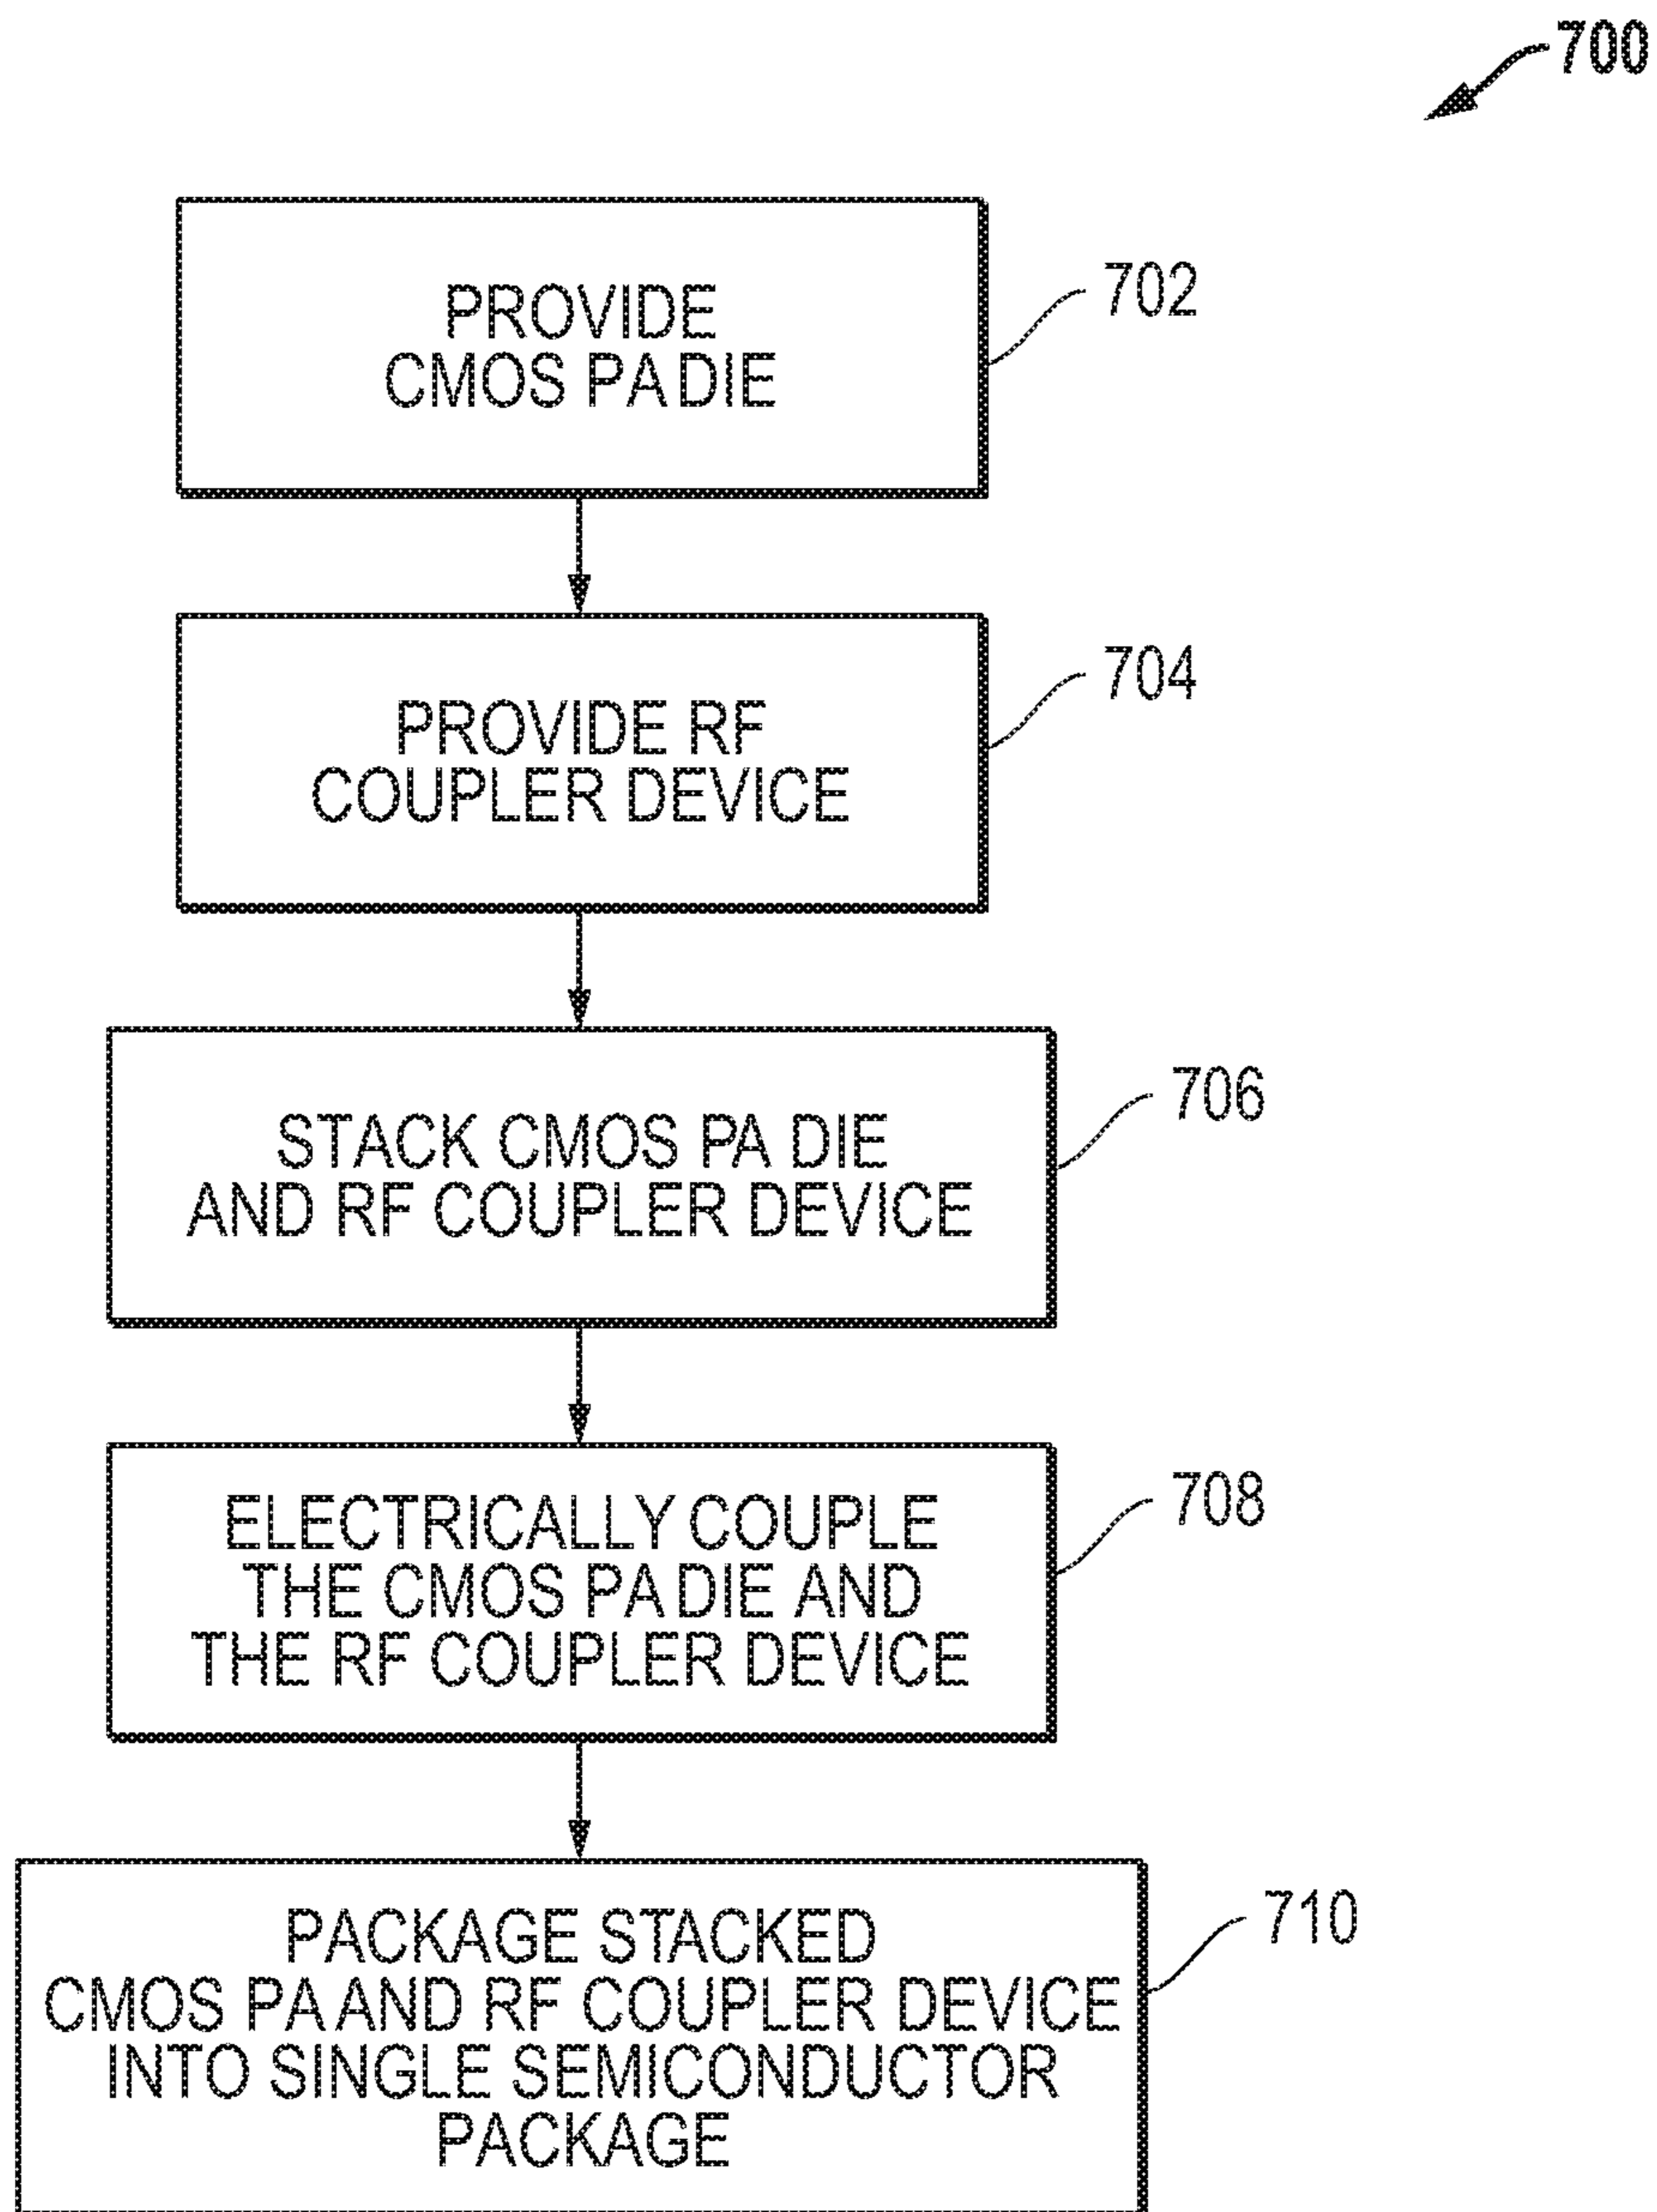 700
PROVIDE
CMOS PA DIE
702
PROVIDE RF
COUPLER DEVICE
704
STACK CMOS PA DIE
AND RF COUPLER DEVICE
706
ELECTRICALLY COUPLE
THE CMOS PA DIE AND
THE RF COUPLER DEVICE
708
PACKAGE STACKED
CMOS PA AND RF COUPLER DEVICE
INTO SINGLE SEMICONDUCTOR
PACKAGE
710